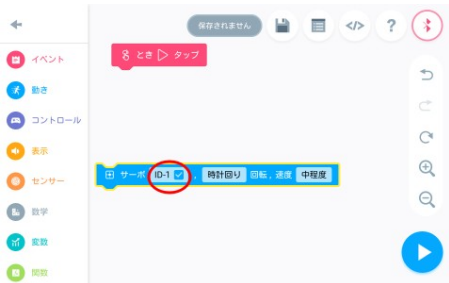 保存されません
</>
?
イベント
とき タップ
動き
コントロール
表示
サーボ ID-1 , 時計回り 回転 , 速度 中程度
センサー
数学
変数
関数